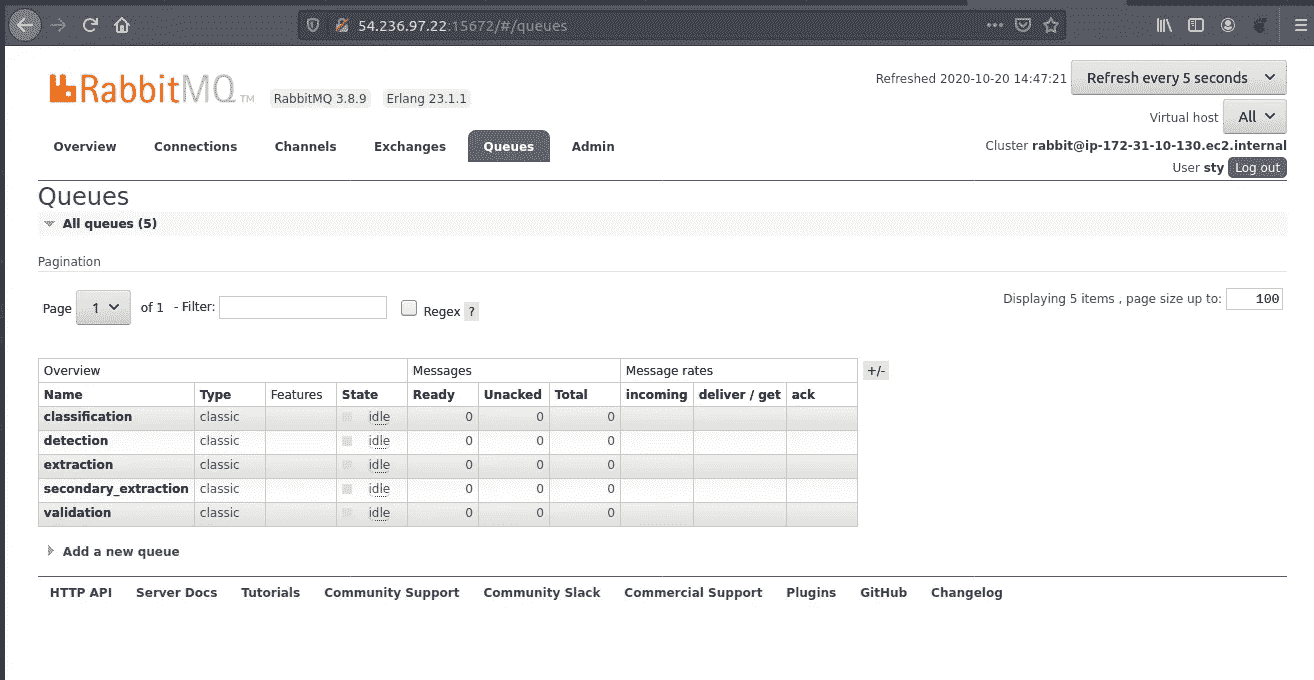 54.236.97.22:15672/#/queues
RabbitMQ TM RabbitMQ 3.8.9 Erlang 23.1.1
Refreshed 2020-10-20 14:47:21 Refresh every 5 seconds
Virtual host All
Cluster rabbit@ip-172-31-10-130.ec2.internal
User sty Log out
Overview Connections Channels Exchanges Queues Admin
Queues
All queues (5)
Pagination
Page 1 of 1 - Filter: Regex ? Displaying 5 items , page size up to: 100
Overview Messages Message rates +/-
Name Type Features State Ready Unacked Total incoming deliver / get ack
classification classic idle 0 0 0
detection classic idle 0 0 0
extraction classic idle 0 0 0
secondary_extraction classic idle 0 0 0
validation classic idle 0 0 0
Add a new queue
HTTP API Server Docs Tutorials Community Support Community Slack Commercial Support Plugins GitHub Changelog